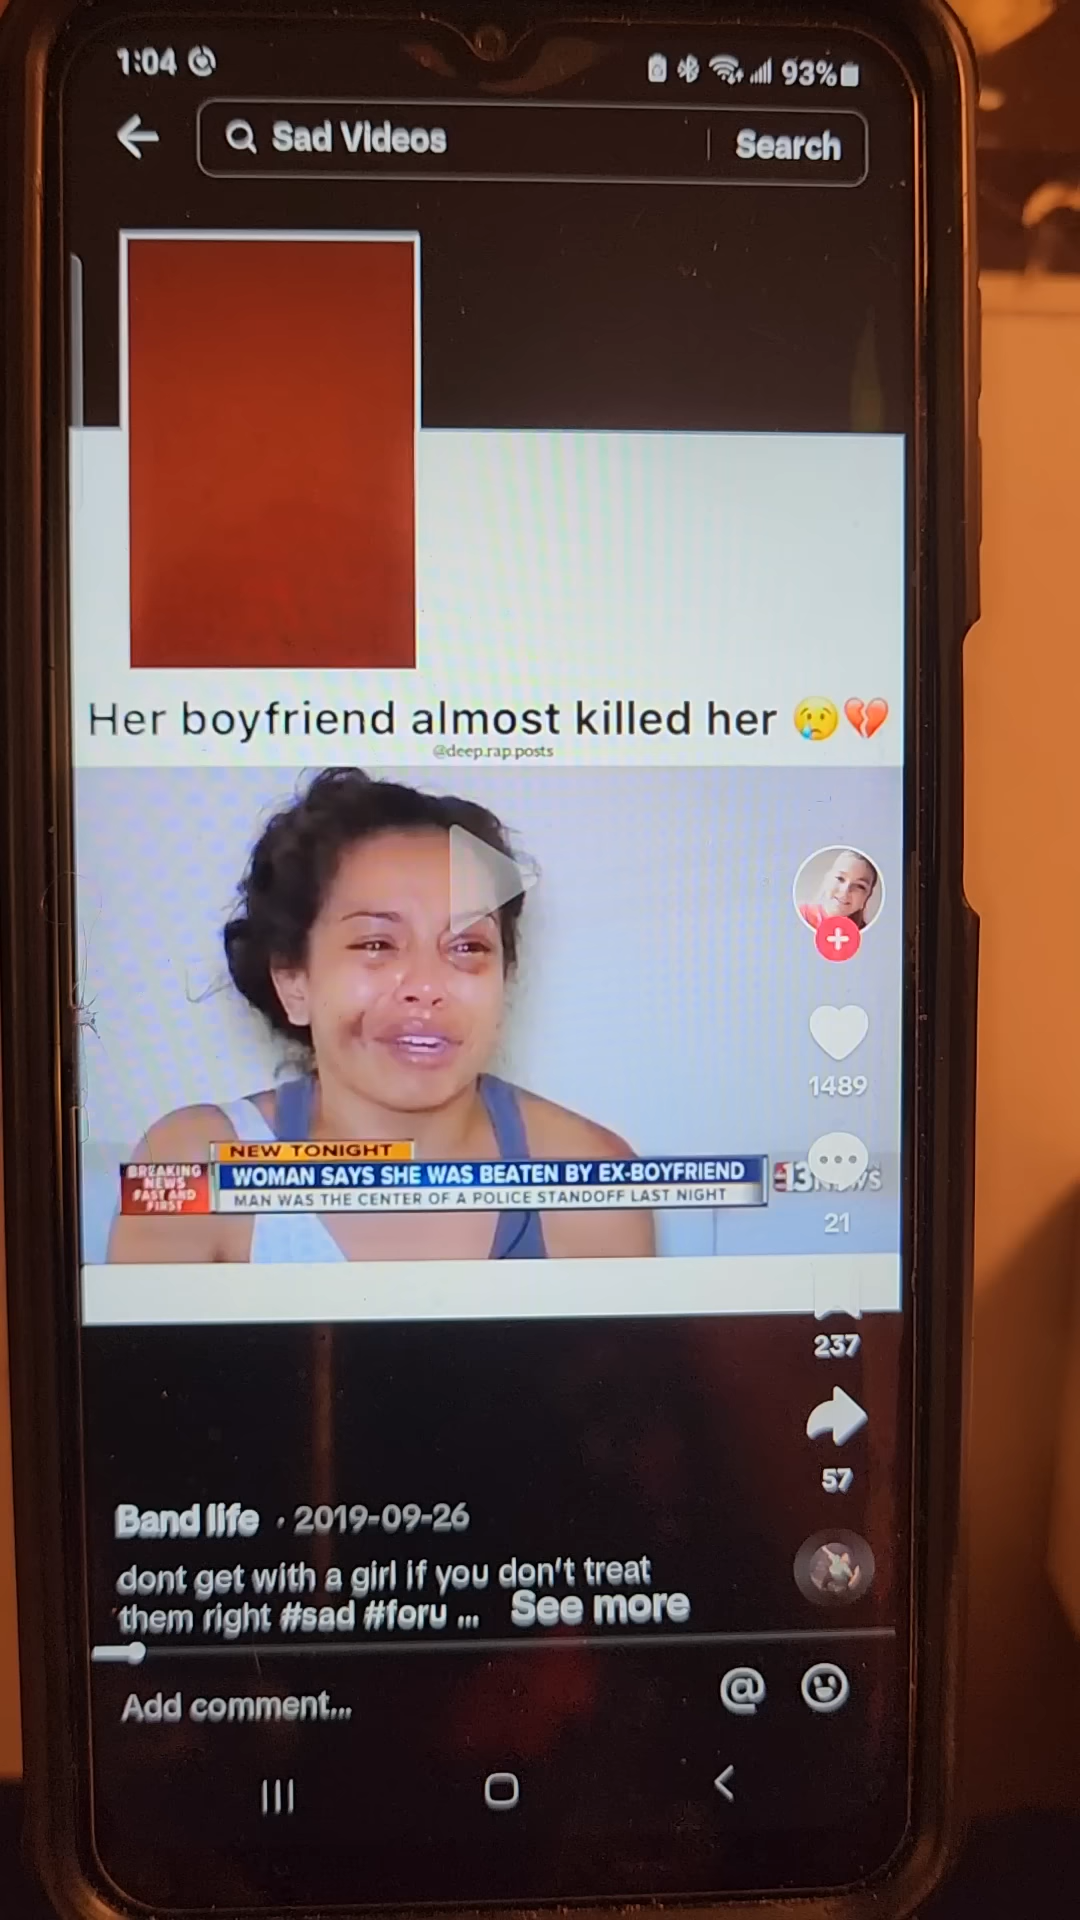 1:04
93%
Sad Videos
Search
Her boyfriend almost killed her 😢💔
@deep.rap.posts
NEW TONIGHT
BREAKING
NEWS
FAST AND
FIRST
WOMAN SAYS SHE WAS BEATEN BY EX-BOYFRIEND
MAN WAS THE CENTER OF A POLICE STANDOFF LAST NIGHT
13
1489
21
237
57
Band life · 2019-09-26
dont get with a girl if you don't treat
them right #sad #foru ... See more
Add comment...
@